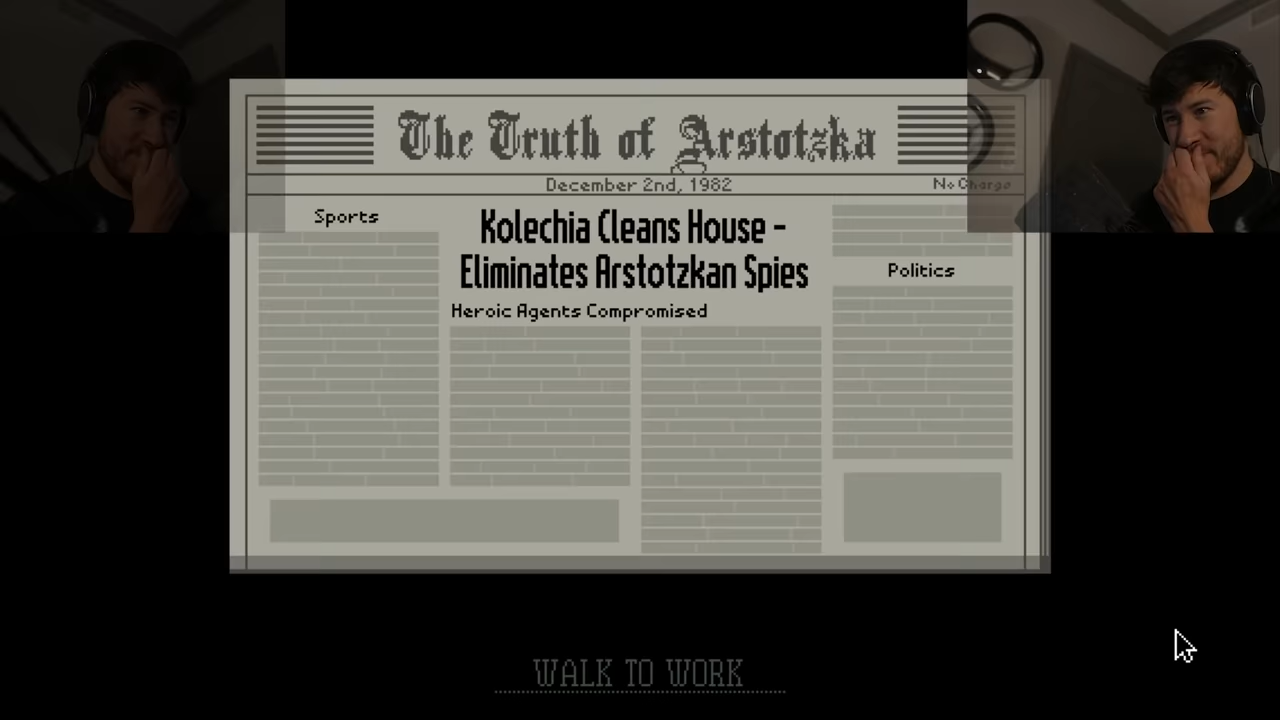 The Truth of Arstotzka
December 2nd, 1982
No Charge
Sports
Kolechia Cleans House -
Eliminates Arstotzkan Spies
Heroic Agents Compromised
Politics
WALK TO WORK